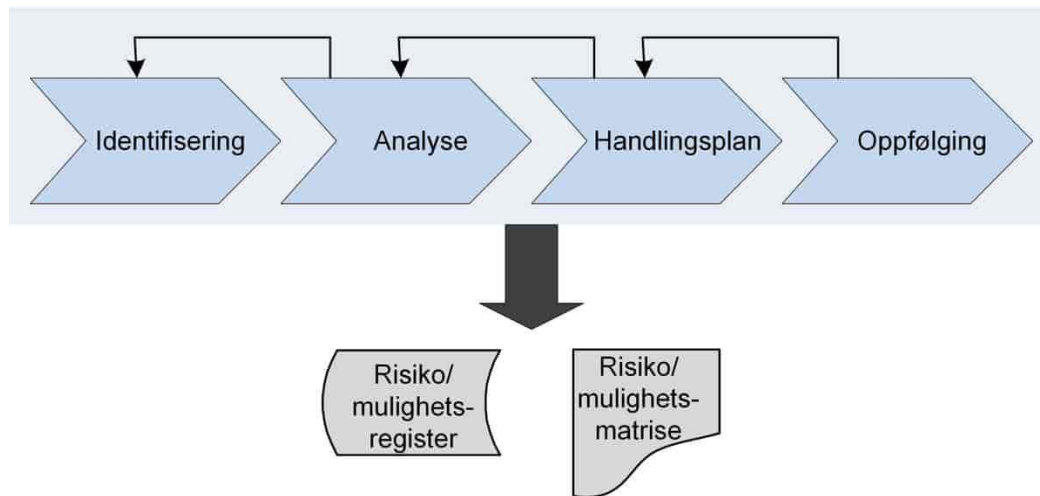 Identifisering
Analyse
Handlingsplan
Oppfølging
Risiko/
mulighets-
register
Risiko/
mulighets-
matrise